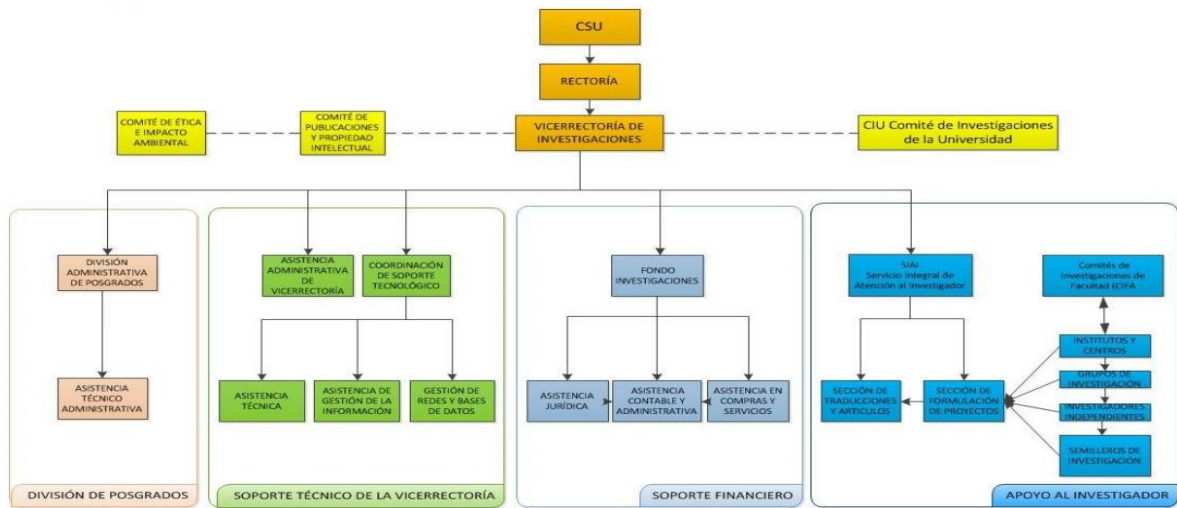 CSU
RECTORÍA
COMITÉ DE ÉTICA
E IMPACTO
AMBIENTAL
COMITÉ DE
PUBLICACIONES
Y PROPIEDAD
INTELECTUAL
VICERRECTORÍA DE
INVESTIGACIONES
CIU Comité de Investigaciones
de la Universidad
DIVISIÓN
ADMINISTRATIVA
DE POSGRADOS
ASISTENCIA
TÉCNICO
ADMINISTRATIVA
DIVISIÓN DE POSGRADOS
ASISTENCIA
ADMINISTRATIVA
DE
VICERRECTORÍA
COORDINACIÓN
DE SOPORTE
TECNOLÓGICO
ASISTENCIA
TÉCNICA
ASISTENCIA DE
GESTIÓN DE LA
INFORMACIÓN
GESTIÓN DE
REDES Y BASES
DE DATOS
SOPORTE TÉCNICO DE LA VICERRECTORÍA
FONDO
INVESTIGACIONES
ASISTENCIA
JURÍDICA
ASISTENCIA
CONTABLE Y
ADMINISTRATIVA
ASISTENCIA EN
COMPRAS Y
SERVICIOS
SOPORTE FINANCIERO
SIAI
Servicio Integral de
Atención al Investigador
Comités de
Investigaciones de
Facultad (CIFA
SECCIÓN DE
TRADUCCIONES
Y ARTICULOS
SECCIÓN DE
FORMULACIÓN
DE PROYECTOS
INSTITUTOS Y
CENTROS
GRUPOS DE
INVESTIGACIÓN
INVESTIGADORES
INDEPENDIENTES
SEMILLEROS DE
INVESTIGACIÓN
APOYO AL INVESTIGADOR